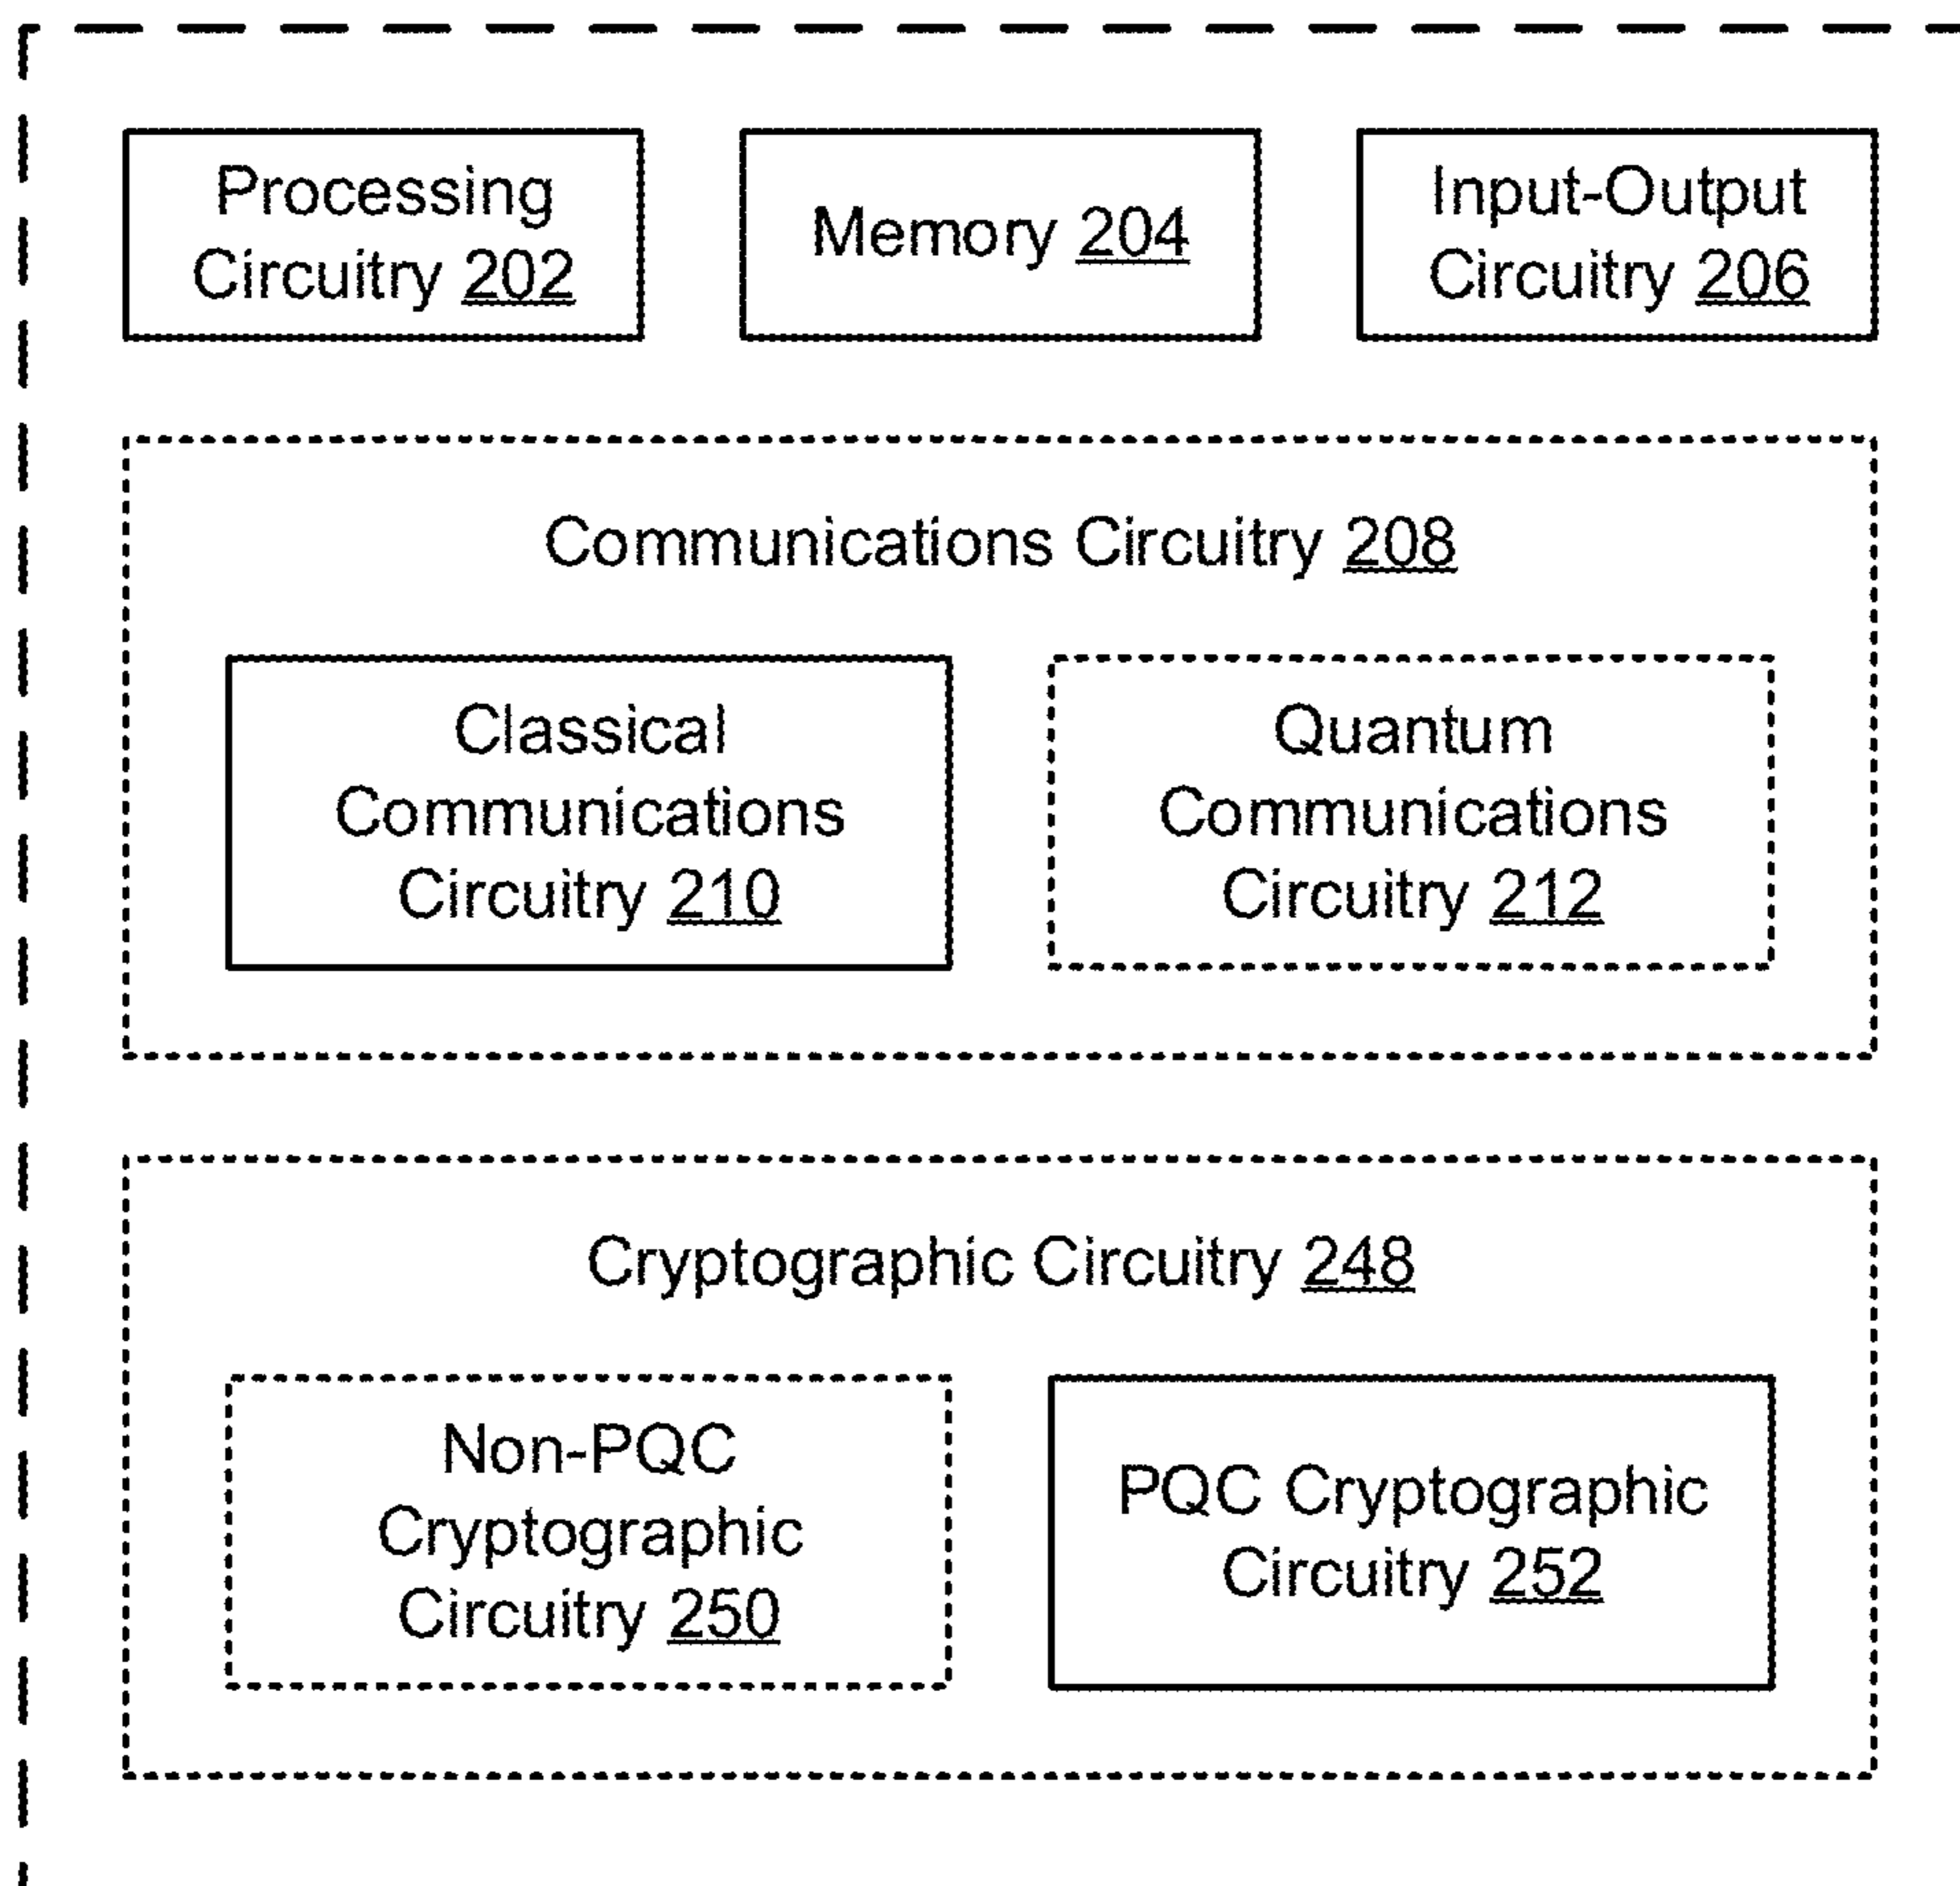 Processing
Circuitry 202
Memory 204
Input-Output
Circuitry 206
Communications Circuitry 208
Classical
Communications
Circuitry 210
Quantum
Communications
Circuitry 212
Cryptographic Circuitry 248
Non-PQC
Cryptographic
Circuitry 250
PQC Cryptographic
Circuitry 252